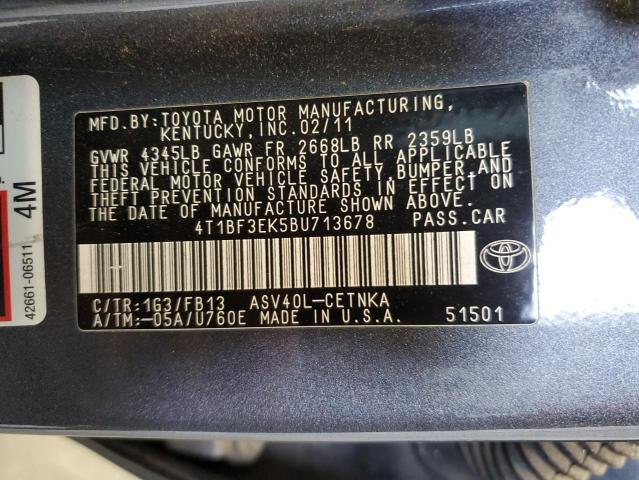 MFD.BY:TOYOTA MOTOR MANUFACTURING,
KENTUCKY,INC.02/11
GVWR 4345LB GAWR FR 2668LB RR 2359LB
THIS VEHICLE CONFORMS TO ALL APPLICABLE
FEDERAL MOTOR VEHICLE SAFETY,BUMPER,AND
THEFT PREVENTION STANDARDS IN EFFECT ON
THE DATE OF MANUFACTURE SHOWN ABOVE.
4T1BF3EK5BU713678 PASS.CAR
C/TR:1G3/FB13 ASV40L-CETNKA
A/TM:-05A/U760E MADE IN U.S.A. 51501
42661-06511
4M